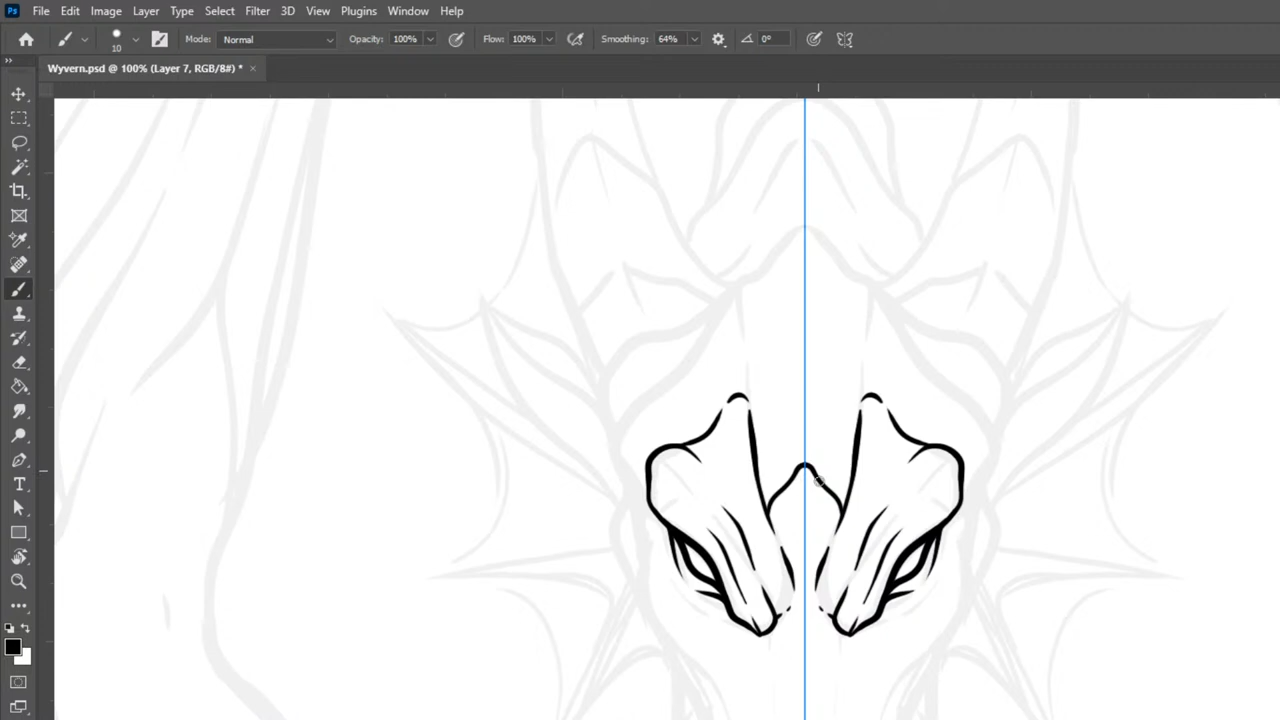 Ps File Edit Image Layer Type Select Filter 3D View Plugins Window Help
10 Mode: Normal Opacity: 100% Flow: 100% Smoothing: 64% 0°
Wyvern.psd @ 100% (Layer 7, RGB/8#) * ×